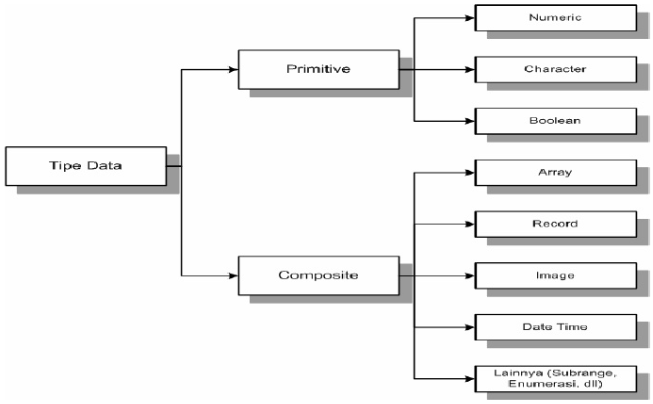 Tipe Data
Primitive
Numeric
Character
Boolean
Composite
Array
Record
Image
Date Time
Lainnya (Subrange,
Enumerasi, dll)